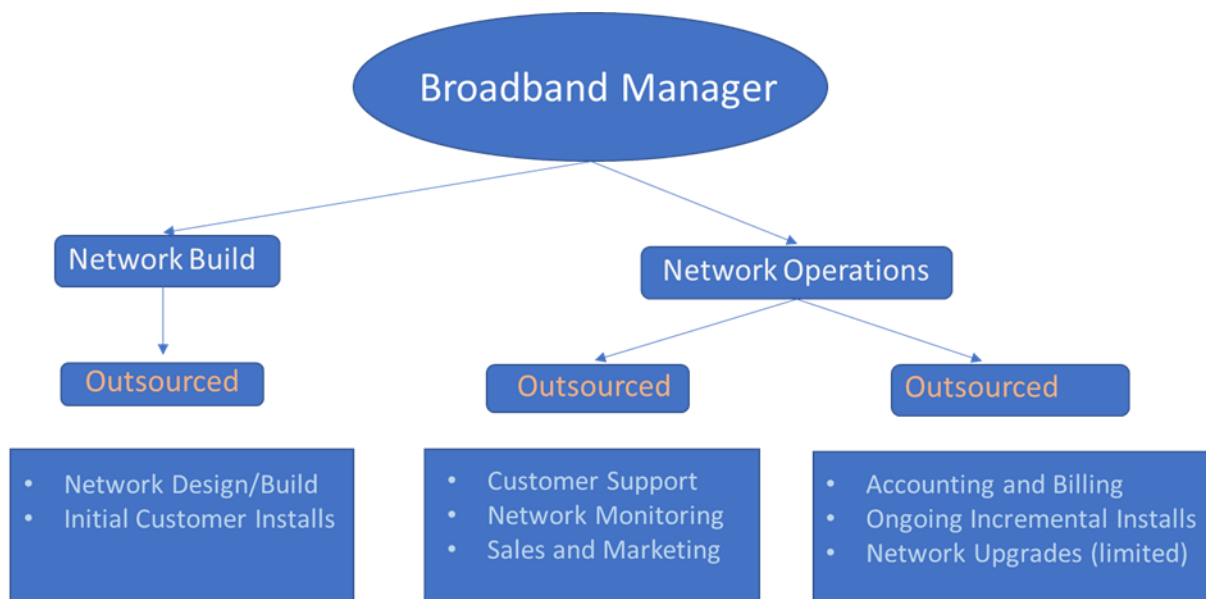 Broadband Manager
Network Build
Network Operations
Outsourced
Outsourced
Outsourced
• Network Design/Build
• Initial Customer Installs
• Customer Support
• Network Monitoring
• Sales and Marketing
• Accounting and Billing
• Ongoing Incremental Installs
• Network Upgrades (limited)